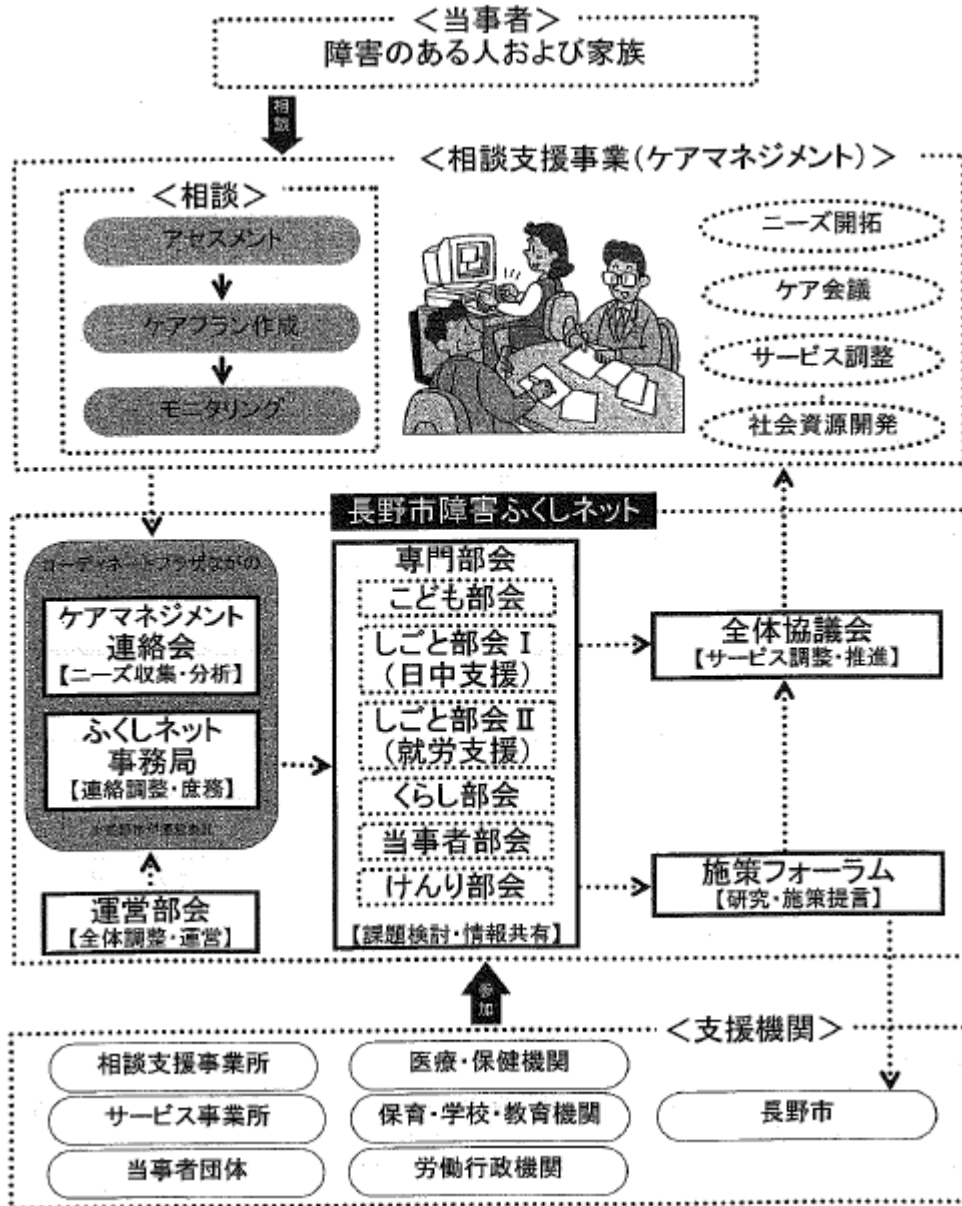 <当事者>
障害のある人および家族
相談
<相談支援事業(ケアマネジメント)>
<相談>
アセスメント
ケアプラン作成
モニタリング
ニーズ開拓
ケア会議
サービス調整
社会資源開発
長野市障害ふくしネット
コーディネートプラザながの
ケアマネジメント
連絡会
【ニーズ収集・分析】
ふくしネット
事務局
【連絡調整・庶務】
運営部会
【全体調整・運営】
専門部会
こども部会
しごと部会Ⅰ
(日中支援)
しごと部会Ⅱ
(就労支援)
くらし部会
当事者部会
けんり部会
【課題検討・情報共有】
全体協議会
【サービス調整・推進】
施策フォーラム
【研究・施策提言】
参加
<支援機関>
相談支援事業所
サービス事業所
当事者団体
医療・保健機関
保育・学校・教育機関
労働行政機関
長野市